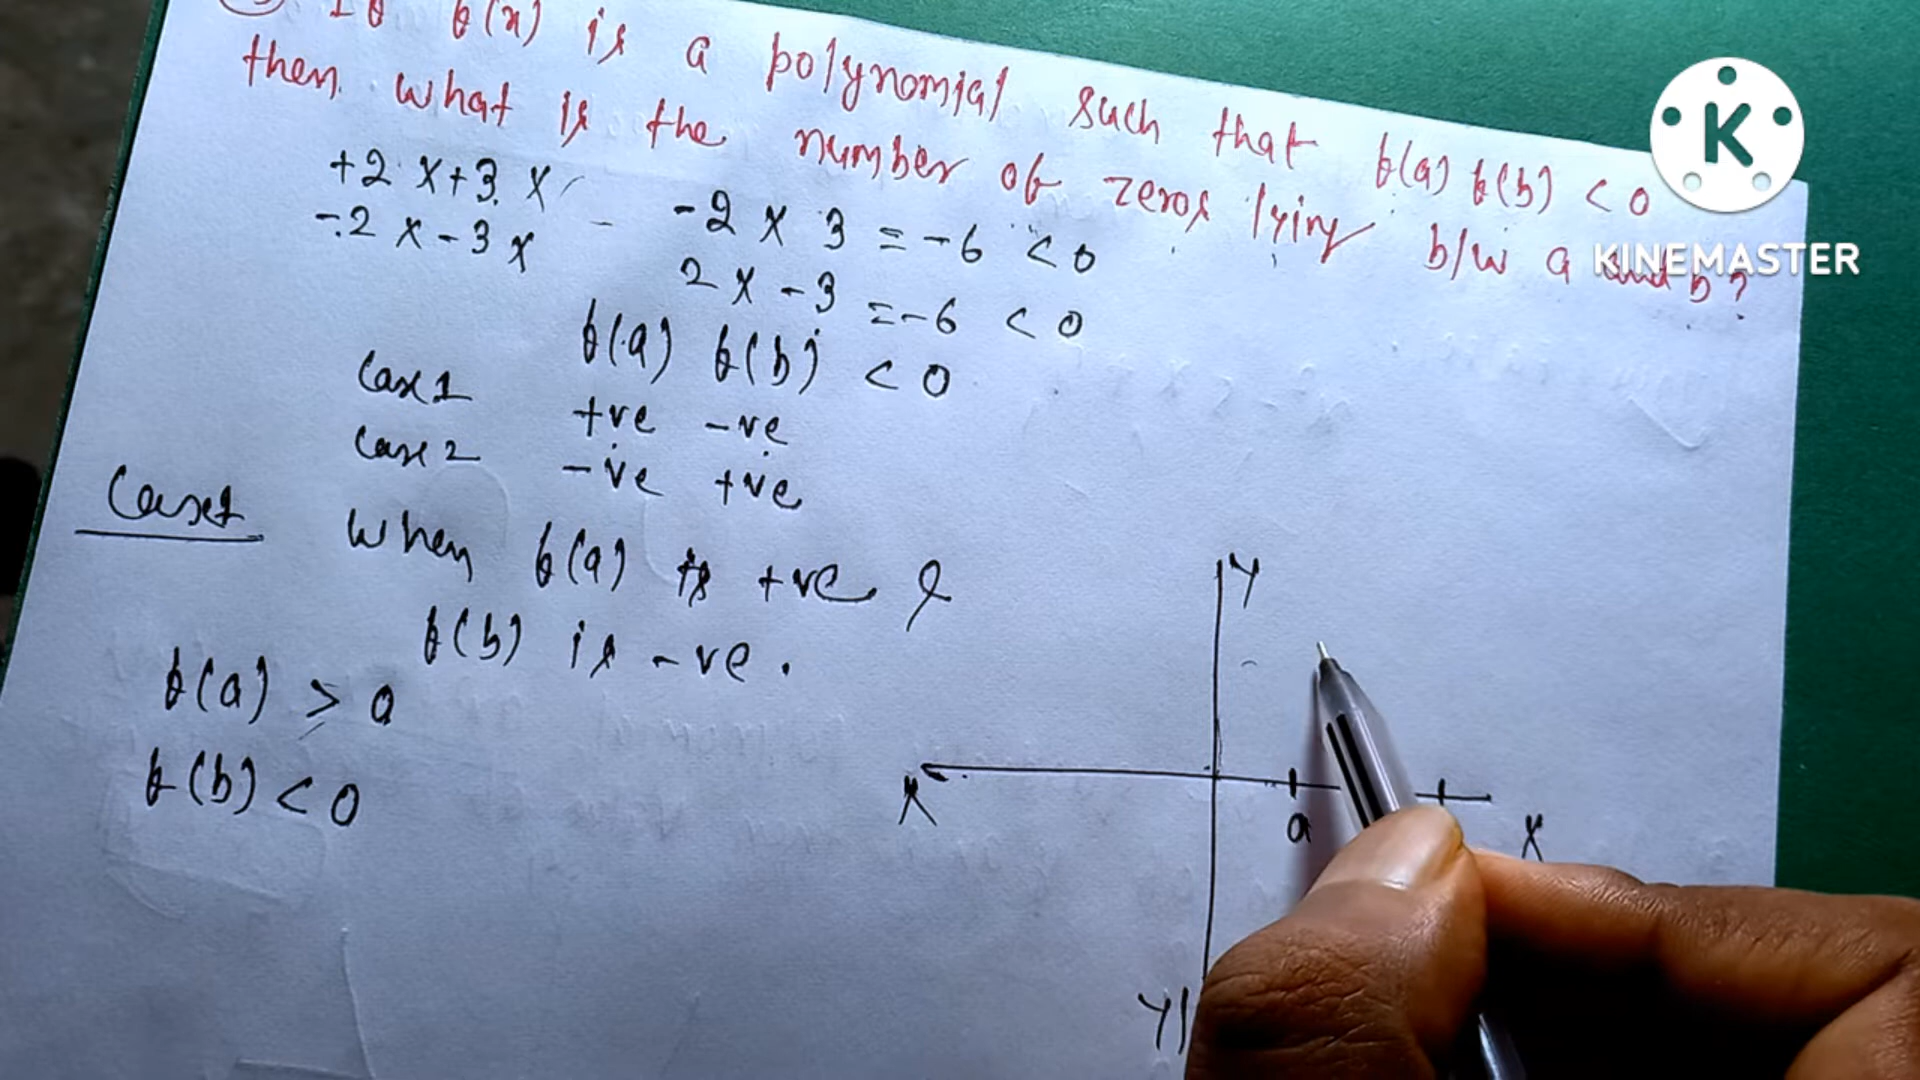 If f(x) is a polynomial such that f(a) f(b) < 0
then what is the number of zeros lying b/w a and b?
+2 x +3 x
-2 x -3 x
-2 x 3 = -6 < 0
2 x -3 = -6 < 0
f(a) f(b) < 0
Case 1 +ve -ve
Case 2 -ve +ve
Case 1 When f(a) is +ve &
f(b) is -ve.
f(a) > 0
f(b) < 0
Y
X
a
X
Y|
K
KINEMASTER